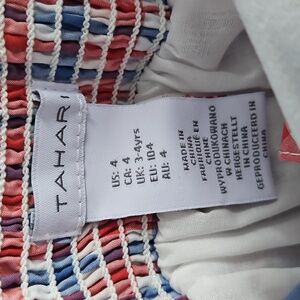 TAHARI
US: 4
CA: 4
UK: 3-4yrs
EU: 104
AU: 4
MADE IN
CHINA
FABRIQUÉ EN
CHINE
WYPRODUKOWANO
W CHINACH
HERGESTELLT
IN CHINA
GEPRODUCEERD IN
CHINA